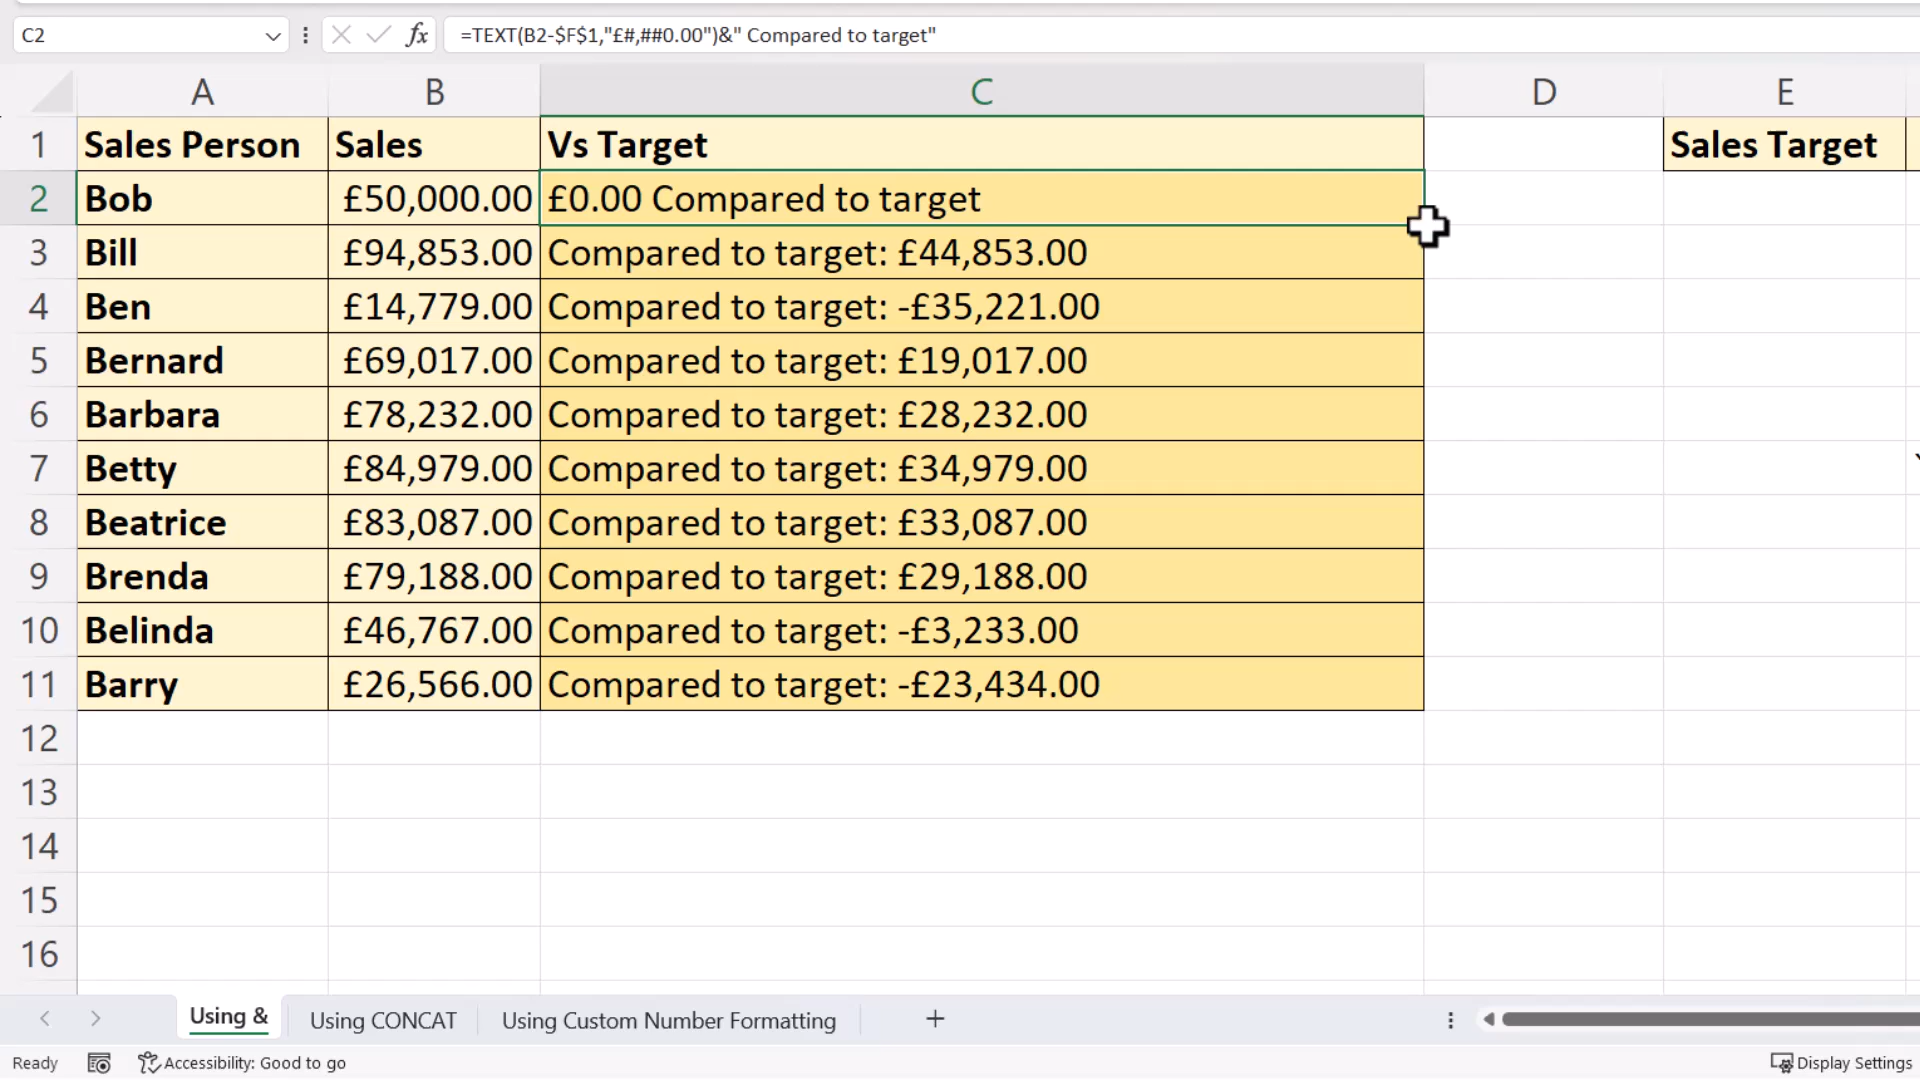 C2 fx =TEXT(B2-$F$1,"£#,##0.00")&" Compared to target"
A B C D E
1 Sales Person Sales Vs Target Sales Target
2 Bob £50,000.00 £0.00 Compared to target
3 Bill £94,853.00 Compared to target: £44,853.00
4 Ben £14,779.00 Compared to target: -£35,221.00
5 Bernard £69,017.00 Compared to target: £19,017.00
6 Barbara £78,232.00 Compared to target: £28,232.00
7 Betty £84,979.00 Compared to target: £34,979.00
8 Beatrice £83,087.00 Compared to target: £33,087.00
9 Brenda £79,188.00 Compared to target: £29,188.00
10 Belinda £46,767.00 Compared to target: -£3,233.00
11 Barry £26,566.00 Compared to target: -£23,434.00
12
13
14
15
16
Using & Using CONCAT Using Custom Number Formatting +
Ready Accessibility: Good to go Display Settings